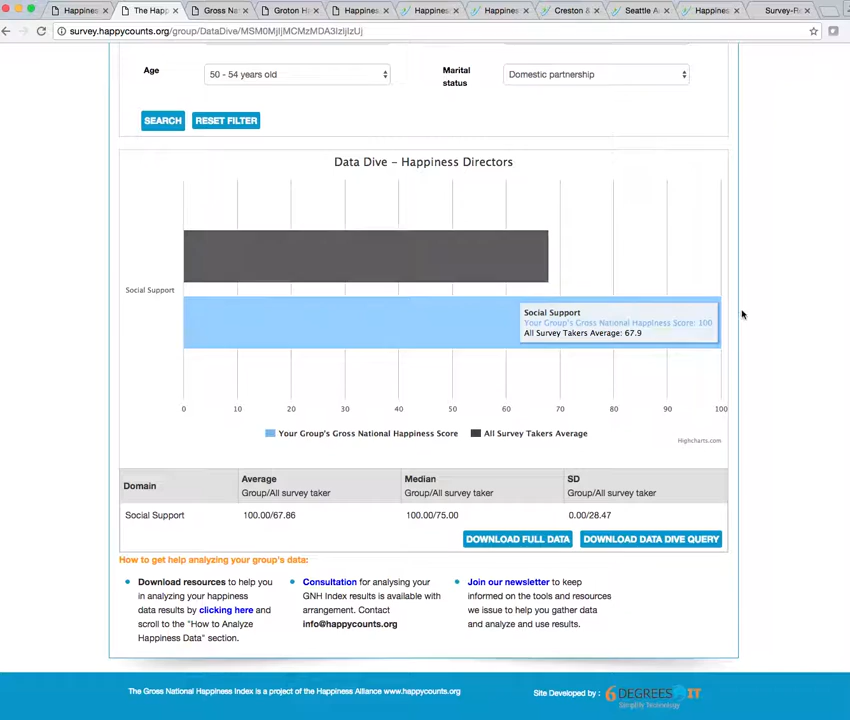 Happines ×
The Happ ×
Gross Na ×
Groton H ×
Happines ×
Happines ×
Happines ×
Creston & ×
Seattle A ×
Happines ×
Survey-R ×
survey.happycounts.org/group/DataDive/MSM0MjIjMCMzMDA3IzIjIzUj
Age
50 - 54 years old
Marital
status
Domestic partnership
SEARCH
RESET FILTER
Data Dive – Happiness Directors
Social Support
Social Support
Your Group's Gross National Happiness Score: 100
All Survey Takers Average: 67.9
0 10 20 30 40 50 60 70 80 90 100
Your Group's Gross National Happiness Score All Survey Takers Average
Highcharts.com
Domain
Average
Group/All survey taker
Median
Group/All survey taker
SD
Group/All survey taker
Social Support 100.00/67.86 100.00/75.00 0.00/28.47
DOWNLOAD FULL DATA
DOWNLOAD DATA DIVE QUERY
How to get help analyzing your group's data:
Download resources to help you
in analyzing your happiness
data results by clicking here and
scroll to the "How to Analyze
Happiness Data" section.
Consultation for analysing your
GNH Index results is available with
arrangement. Contact
info@happycounts.org
Join our newsletter to keep
informed on the tools and resources
we issue to help you gather data
and analyze and use results.
The Gross National Happiness Index is a project of the Happiness Alliance www.happycounts.org
Site Developed by :
6DEGREES IT
Simplify Technology